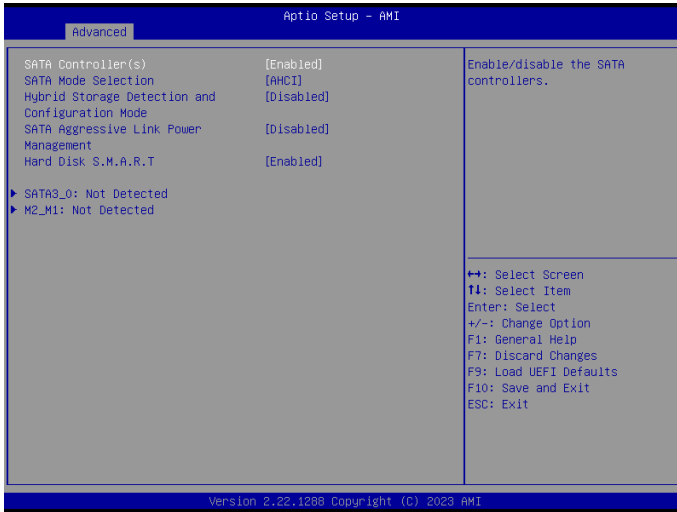 Aptio Setup – AMI
Advanced
SATA Controller(s) [Enabled]
SATA Mode Selection [AHCI]
Hybrid Storage Detection and [Disabled]
Configuration Mode
SATA Aggressive Link Power [Disabled]
Management
Hard Disk S.M.A.R.T [Enabled]
▶ SATA3_0: Not Detected
▶ M2_M1: Not Detected
Enable/disable the SATA
controllers.
↔: Select Screen
↑↓: Select Item
Enter: Select
+/-: Change Option
F1: General Help
F7: Discard Changes
F9: Load UEFI Defaults
F10: Save and Exit
ESC: Exit
Version 2.22.1288 Copyright (C) 2023 AMI